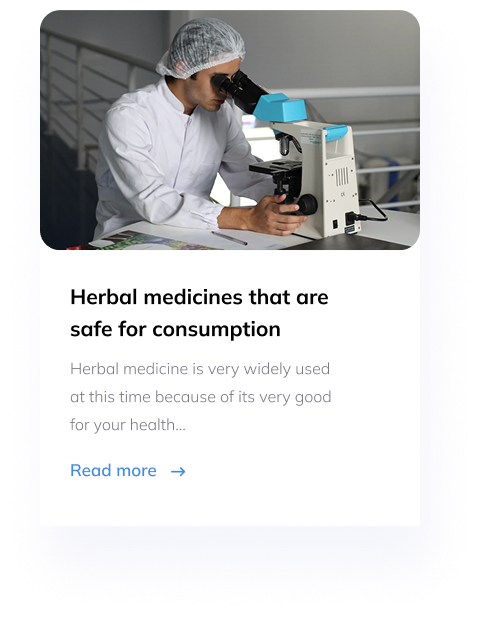 Herbal medicines that are
safe for consumption
Herbal medicine is very widely used
at this time because of its very good
for your health...
Read more →